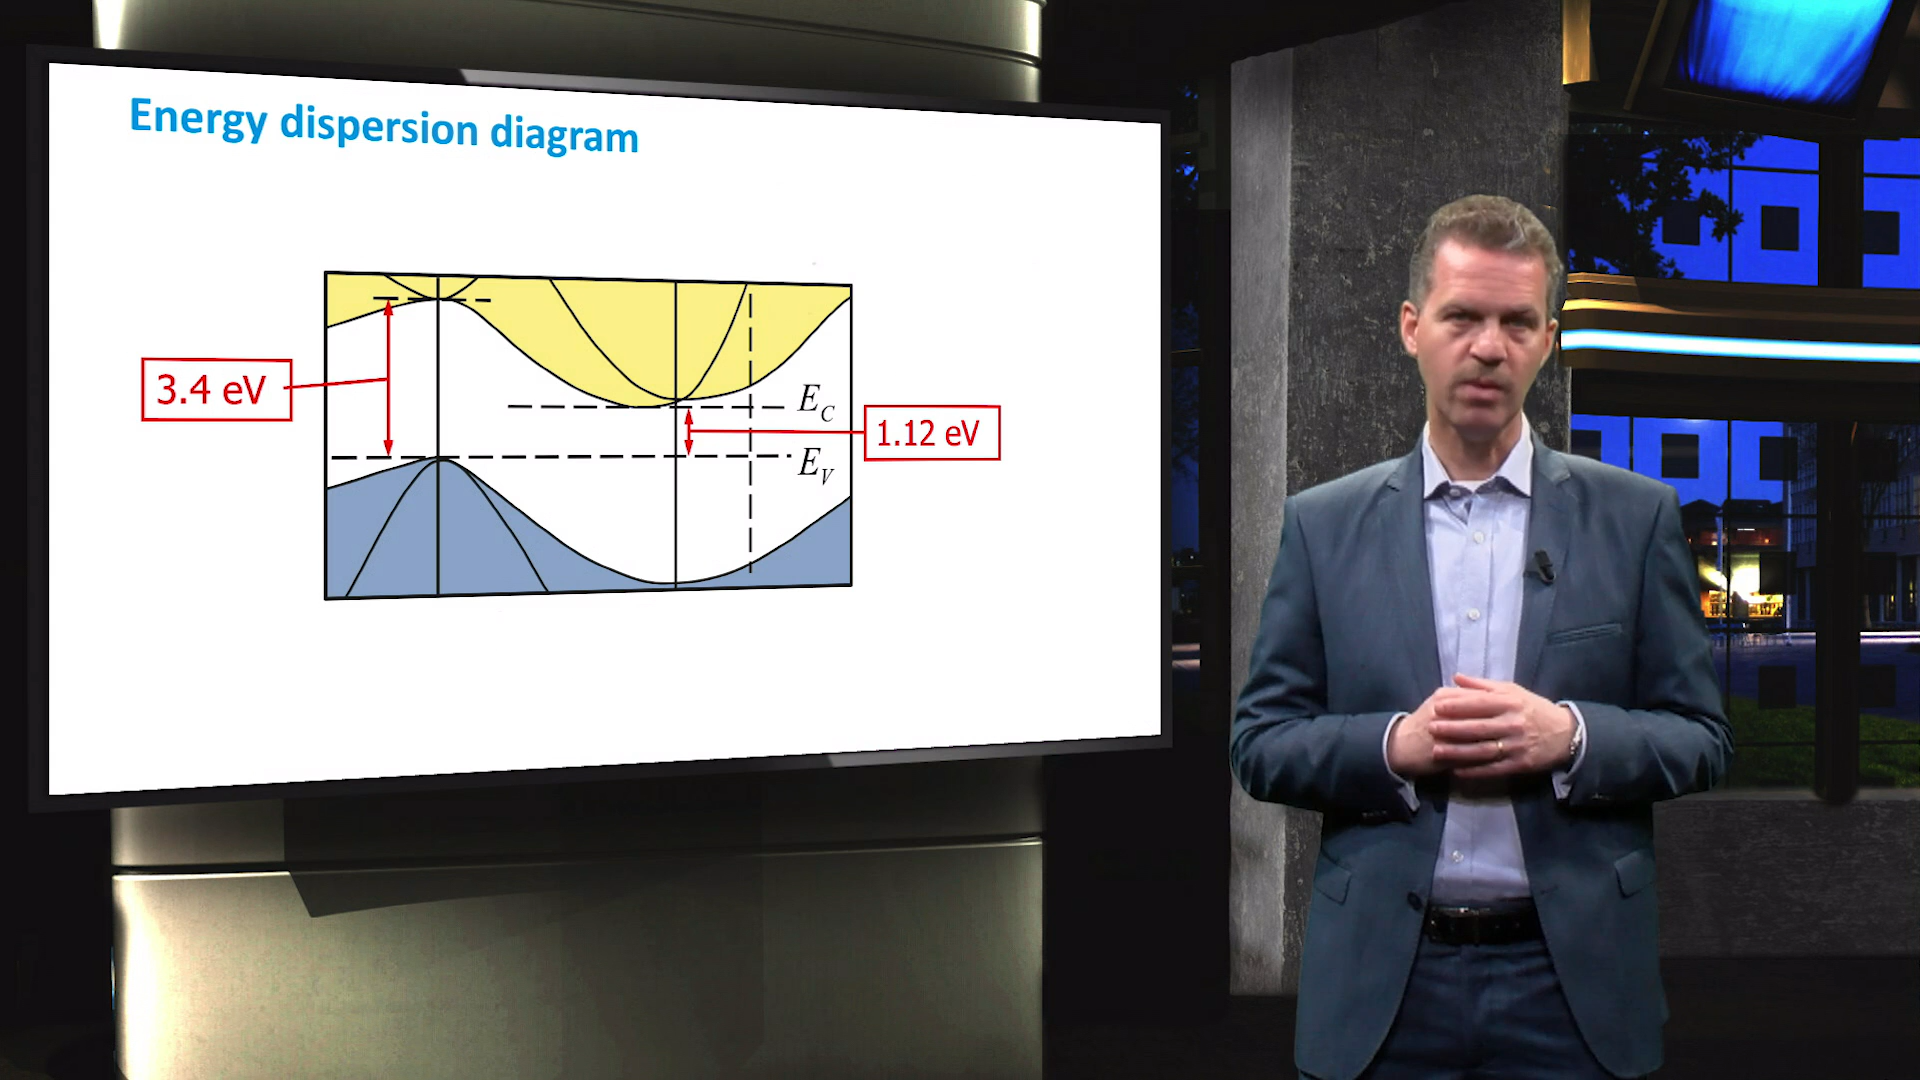 Energy dispersion diagram
3.4 eV
E_C
1.12 eV
E_V